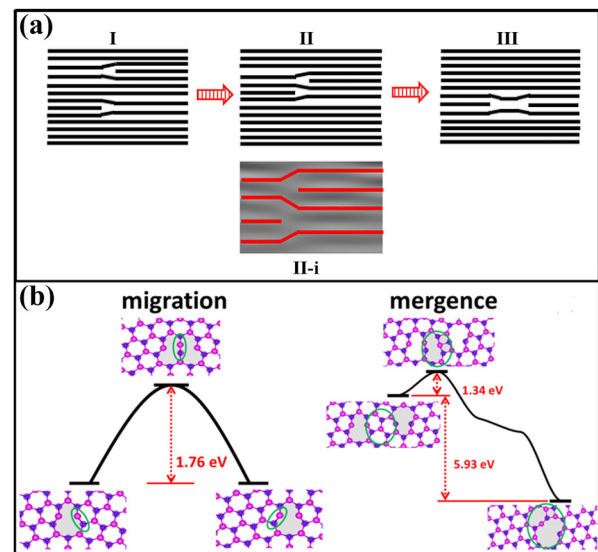 (a)
I
II
III
II-i
(b)
migration
mergence
1.76 eV
1.34 eV
5.93 eV